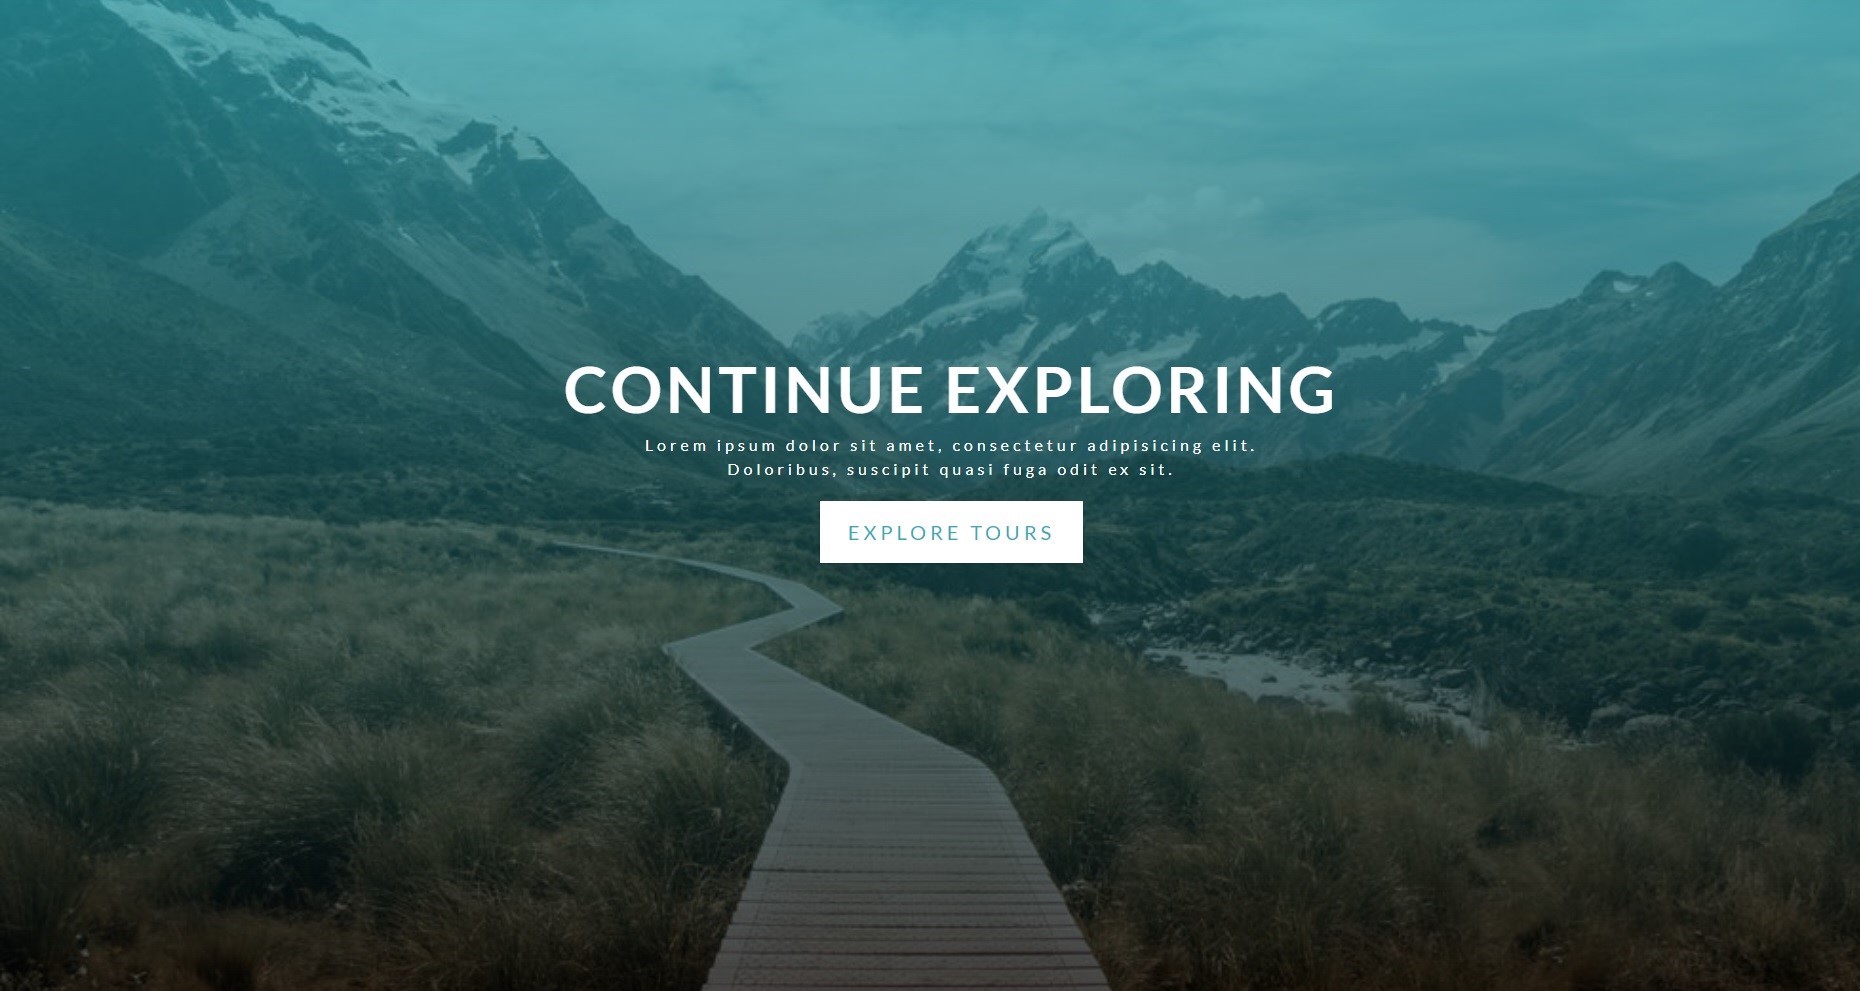 CONTINUE EXPLORING
Lorem ipsum dolor sit amet, consectetur adipisicing elit.
Doloribus, suscipit quasi fuga odit ex sit.
EXPLORE TOURS